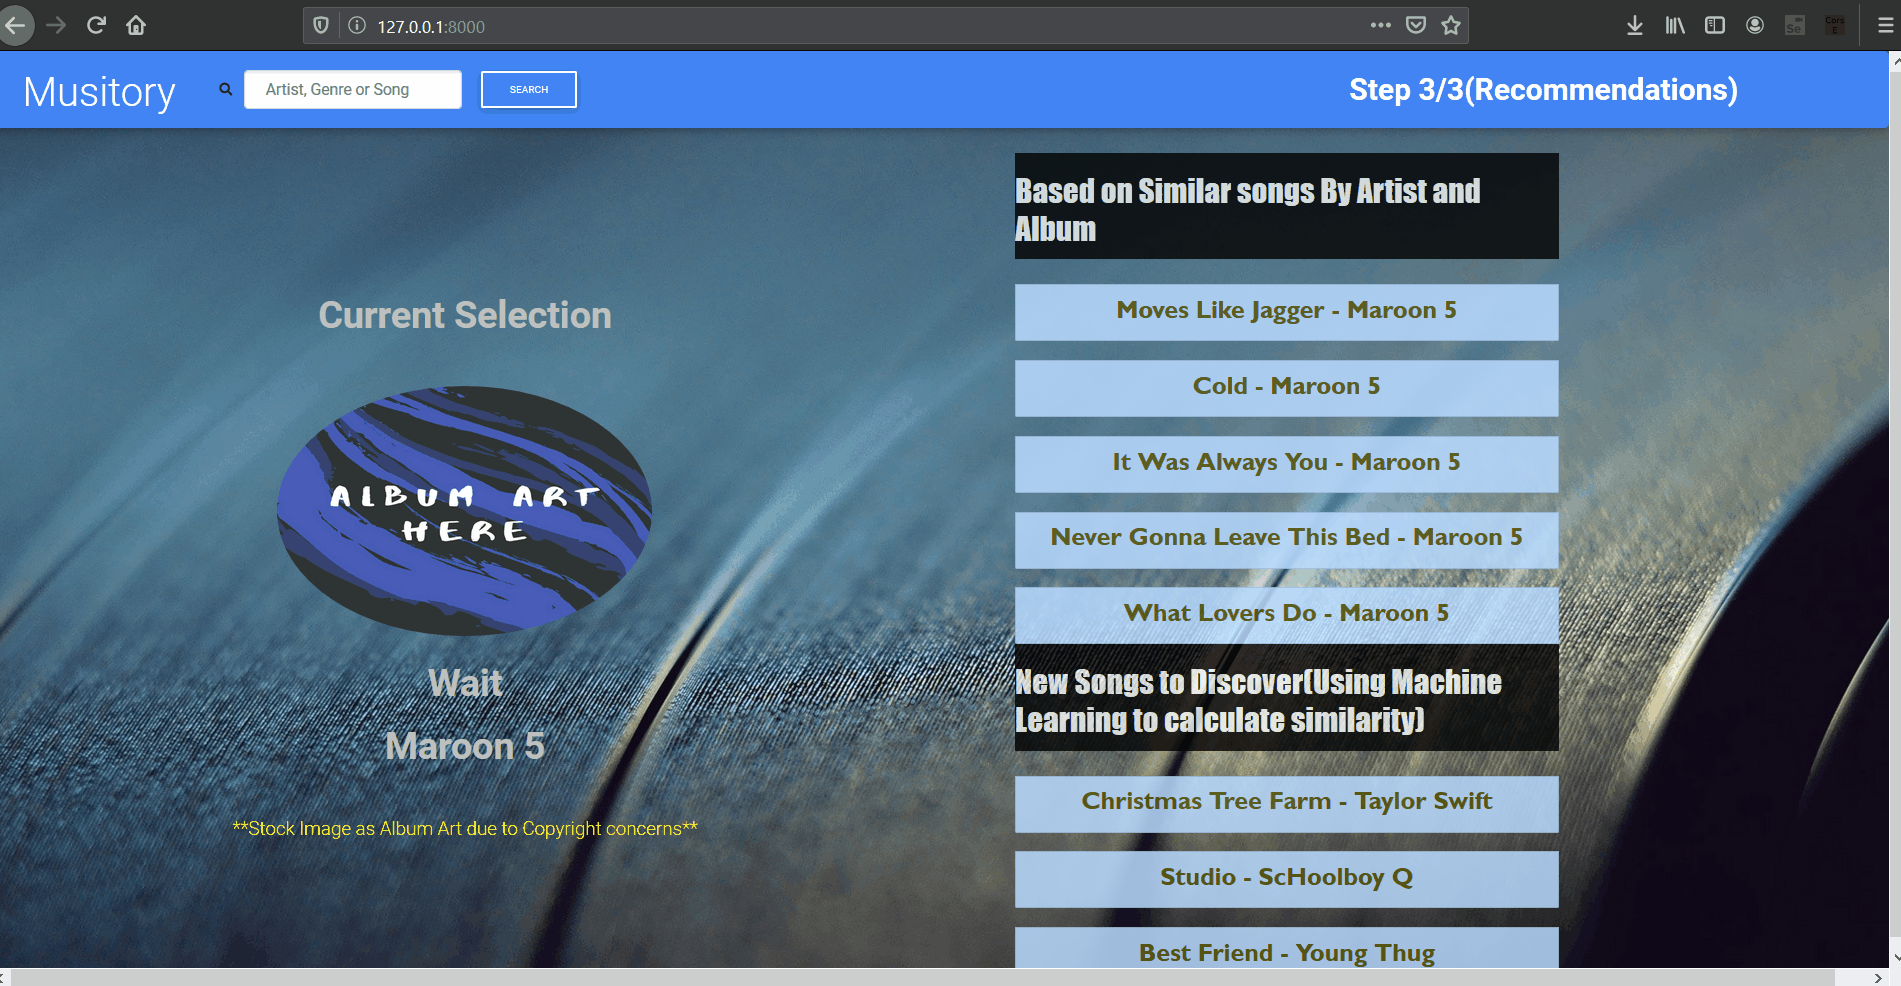 127.0.0.1:8000
Musitory
Artist, Genre or Song
SEARCH
Step 3/3(Recommendations)
Current Selection
ALBUM ART
HERE
Wait
Maroon 5
**Stock Image as Album Art due to Copyright concerns**
Based on Similar songs By Artist and
Album
Moves Like Jagger - Maroon 5
Cold - Maroon 5
It Was Always You - Maroon 5
Never Gonna Leave This Bed - Maroon 5
What Lovers Do - Maroon 5
New Songs to Discover(Using Machine
Learning to calculate similarity)
Christmas Tree Farm - Taylor Swift
Studio - ScHoolboy Q
Best Friend - Young Thug